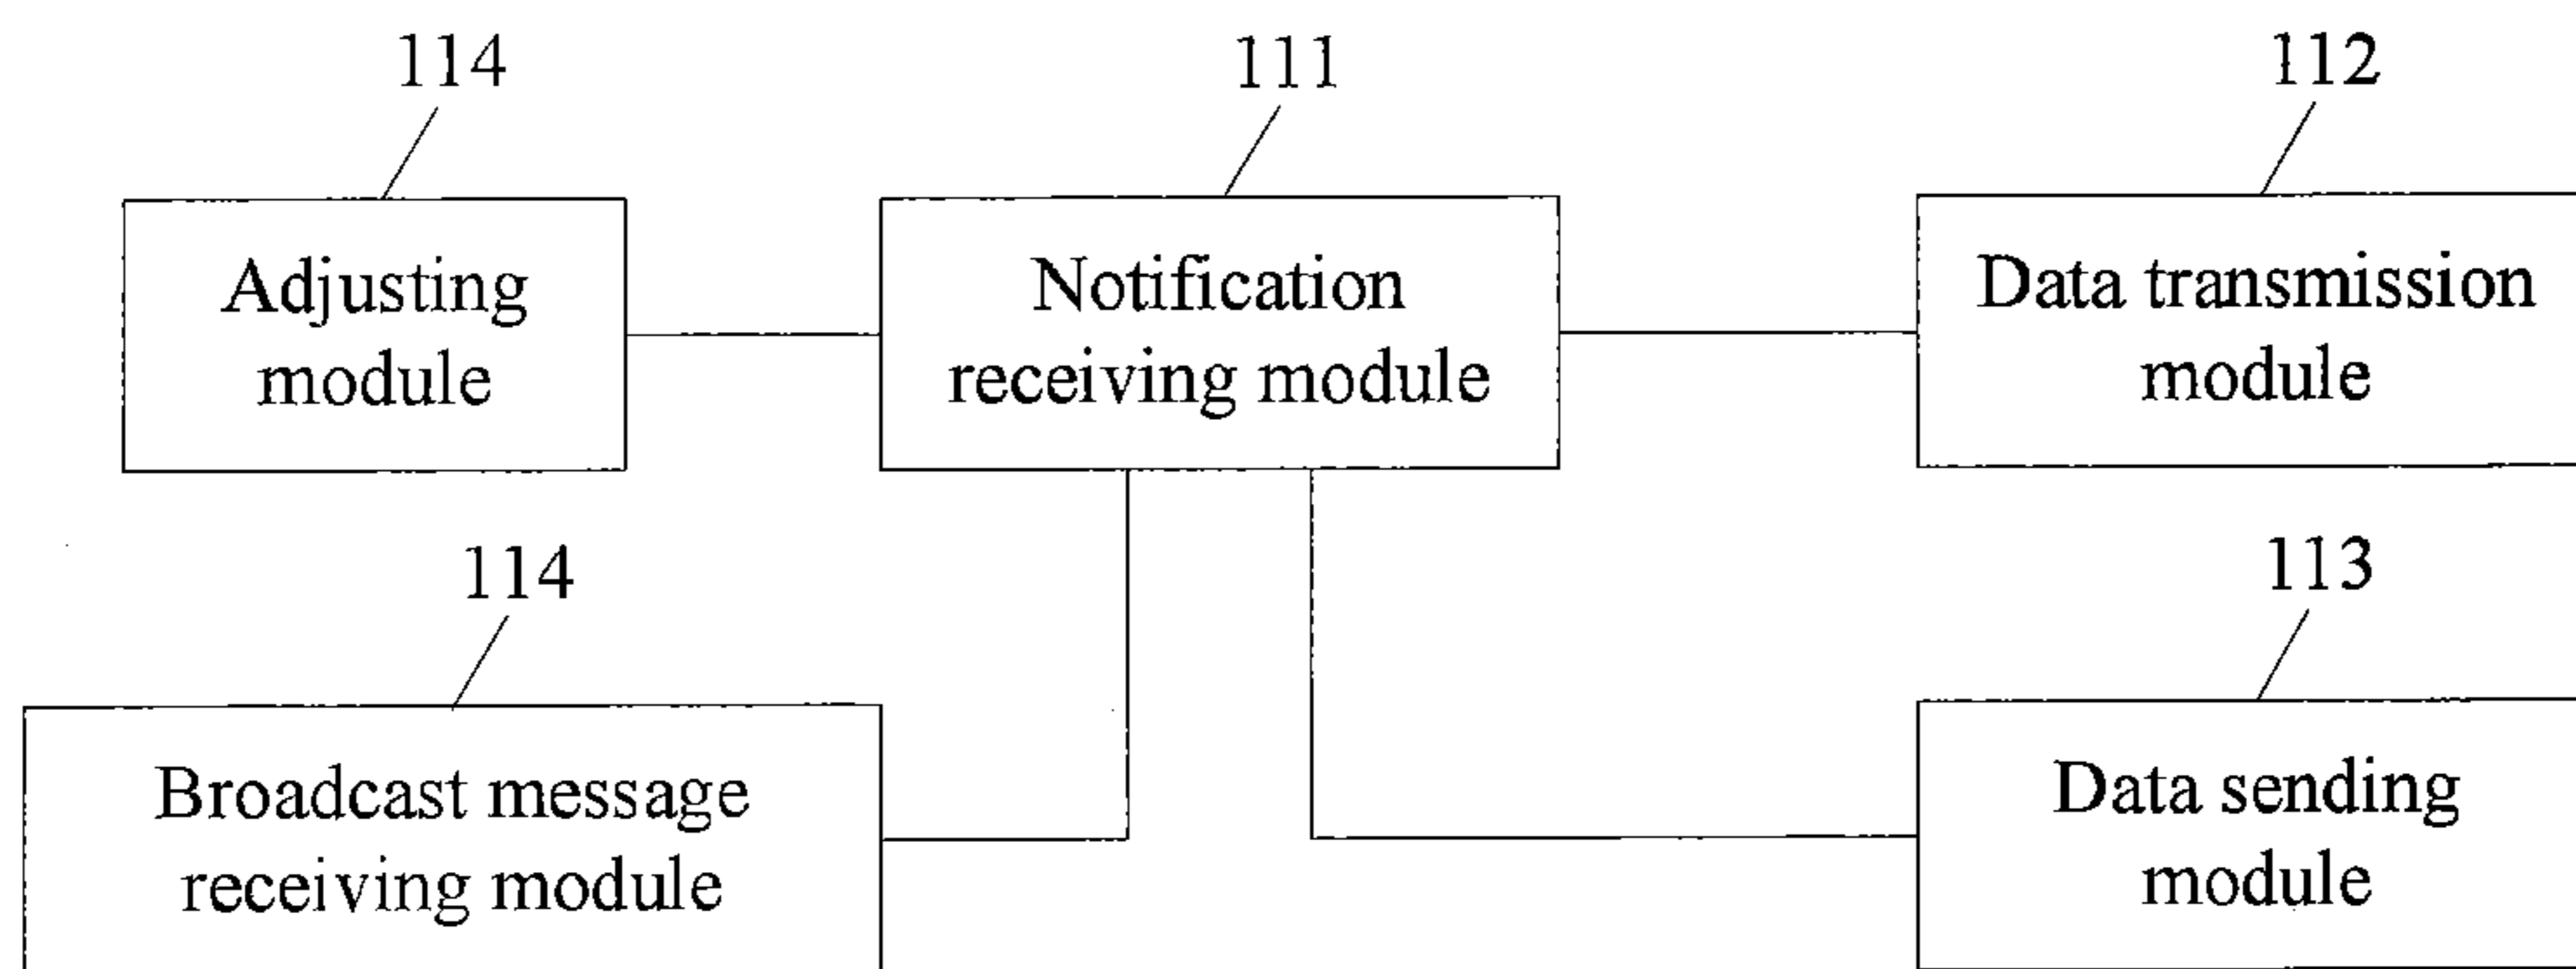 114
111
112
Adjusting
module
Notification
receiving module
Data transmission
module
114
113
Broadcast message
receiving module
Data sending
module